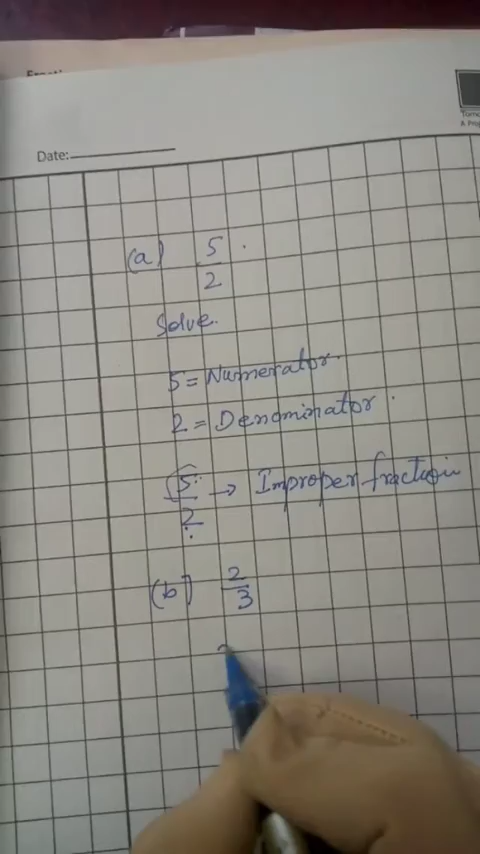 Date:
(a) 5/2
Solve.
5 = Numerator.
2 = Denominator.
5/2 → Improper fraction
(b) 2/3